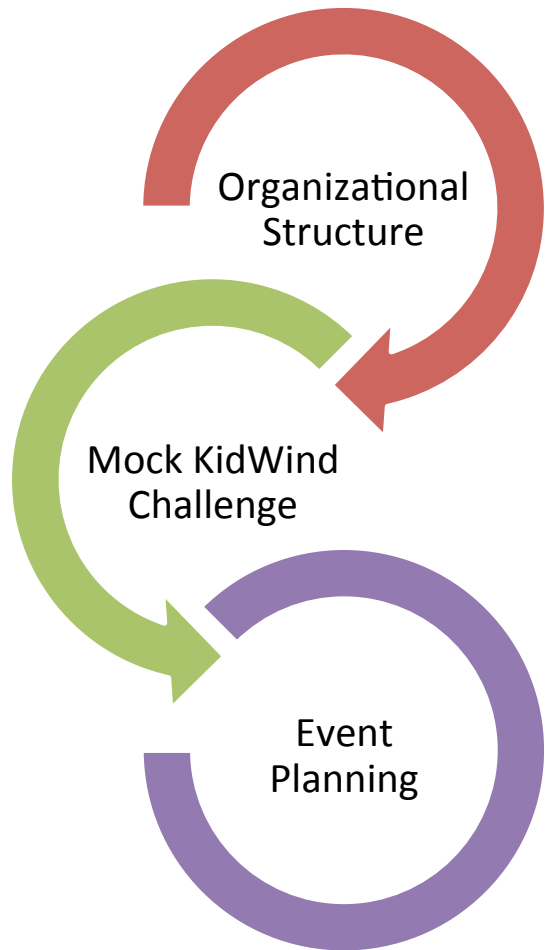 Organizational
Structure
Mock KidWind
Challenge
Event
Planning